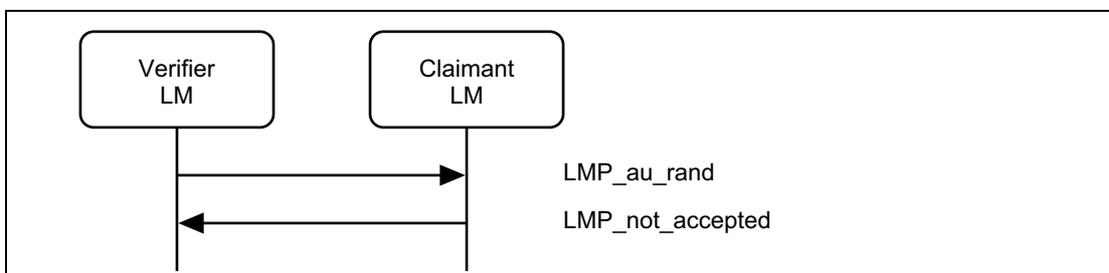 Verifier
LM
Claimant
LM
LMP_au_rand
LMP_not_accepted